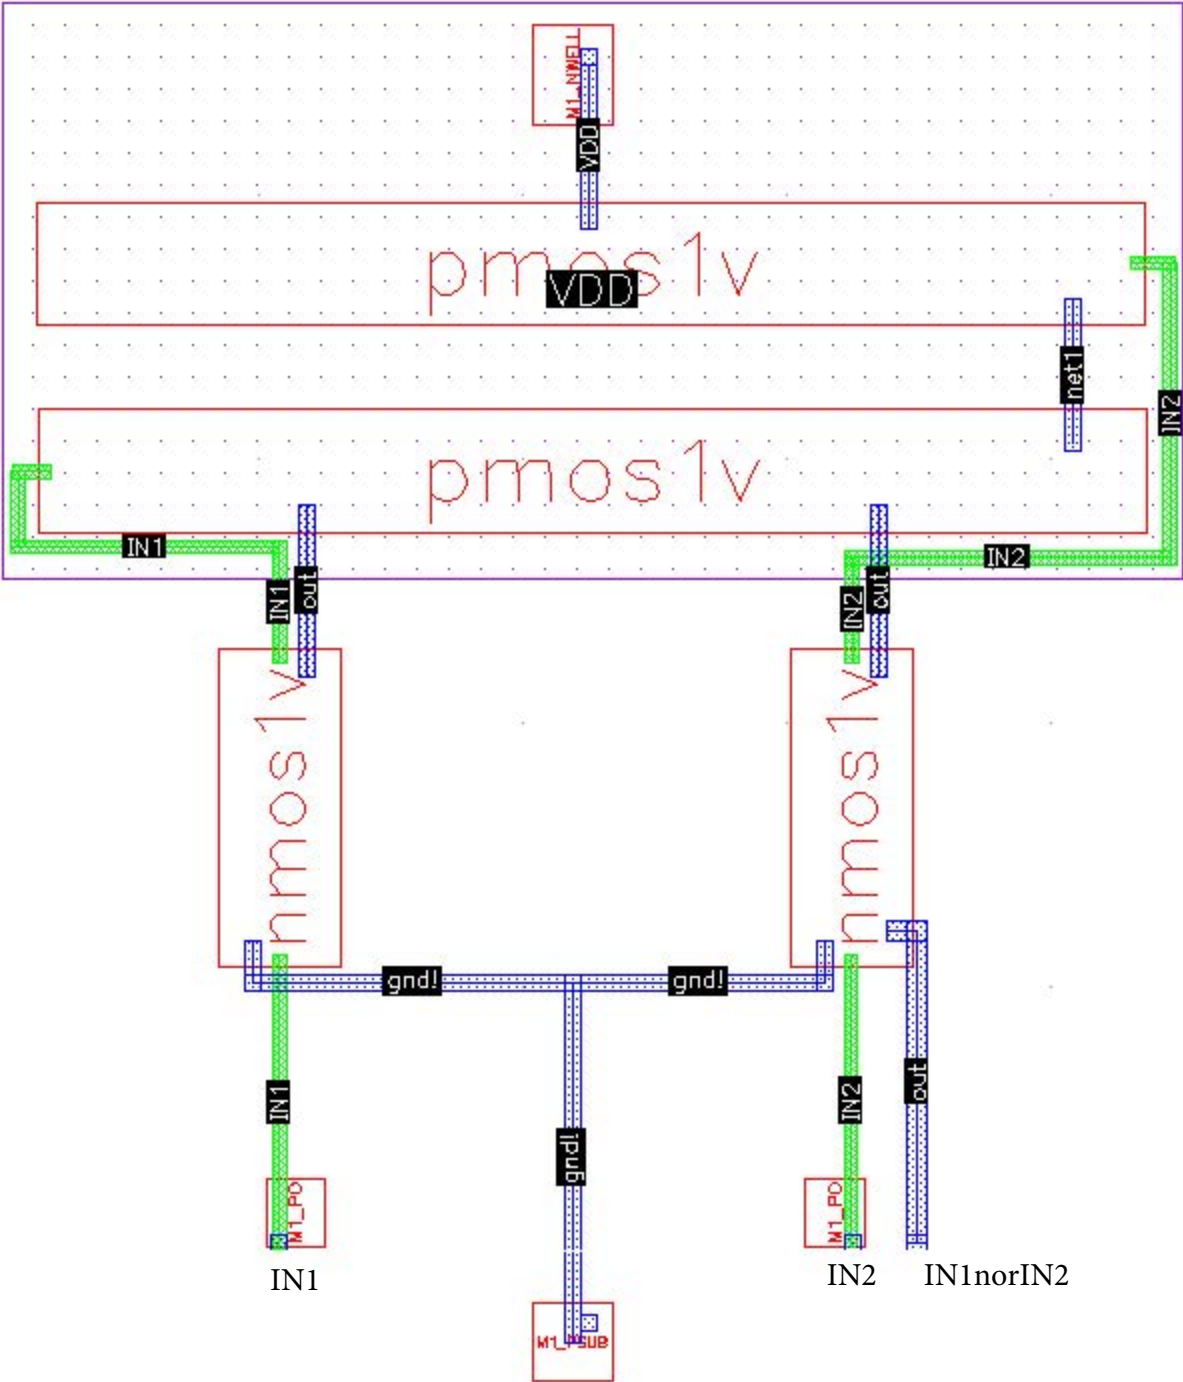 M1_NWELL
VDD
pmos1v
VDD
net1
IN2
pmos1v
IN1
IN2
IN1
out
IN2
out
nmos1v
nmos1v
gnd!
gnd!
out
IN1
IN2
gnd!
M1_PO
M1_PO
IN1
IN2
IN1norIN2
M1_PSUB